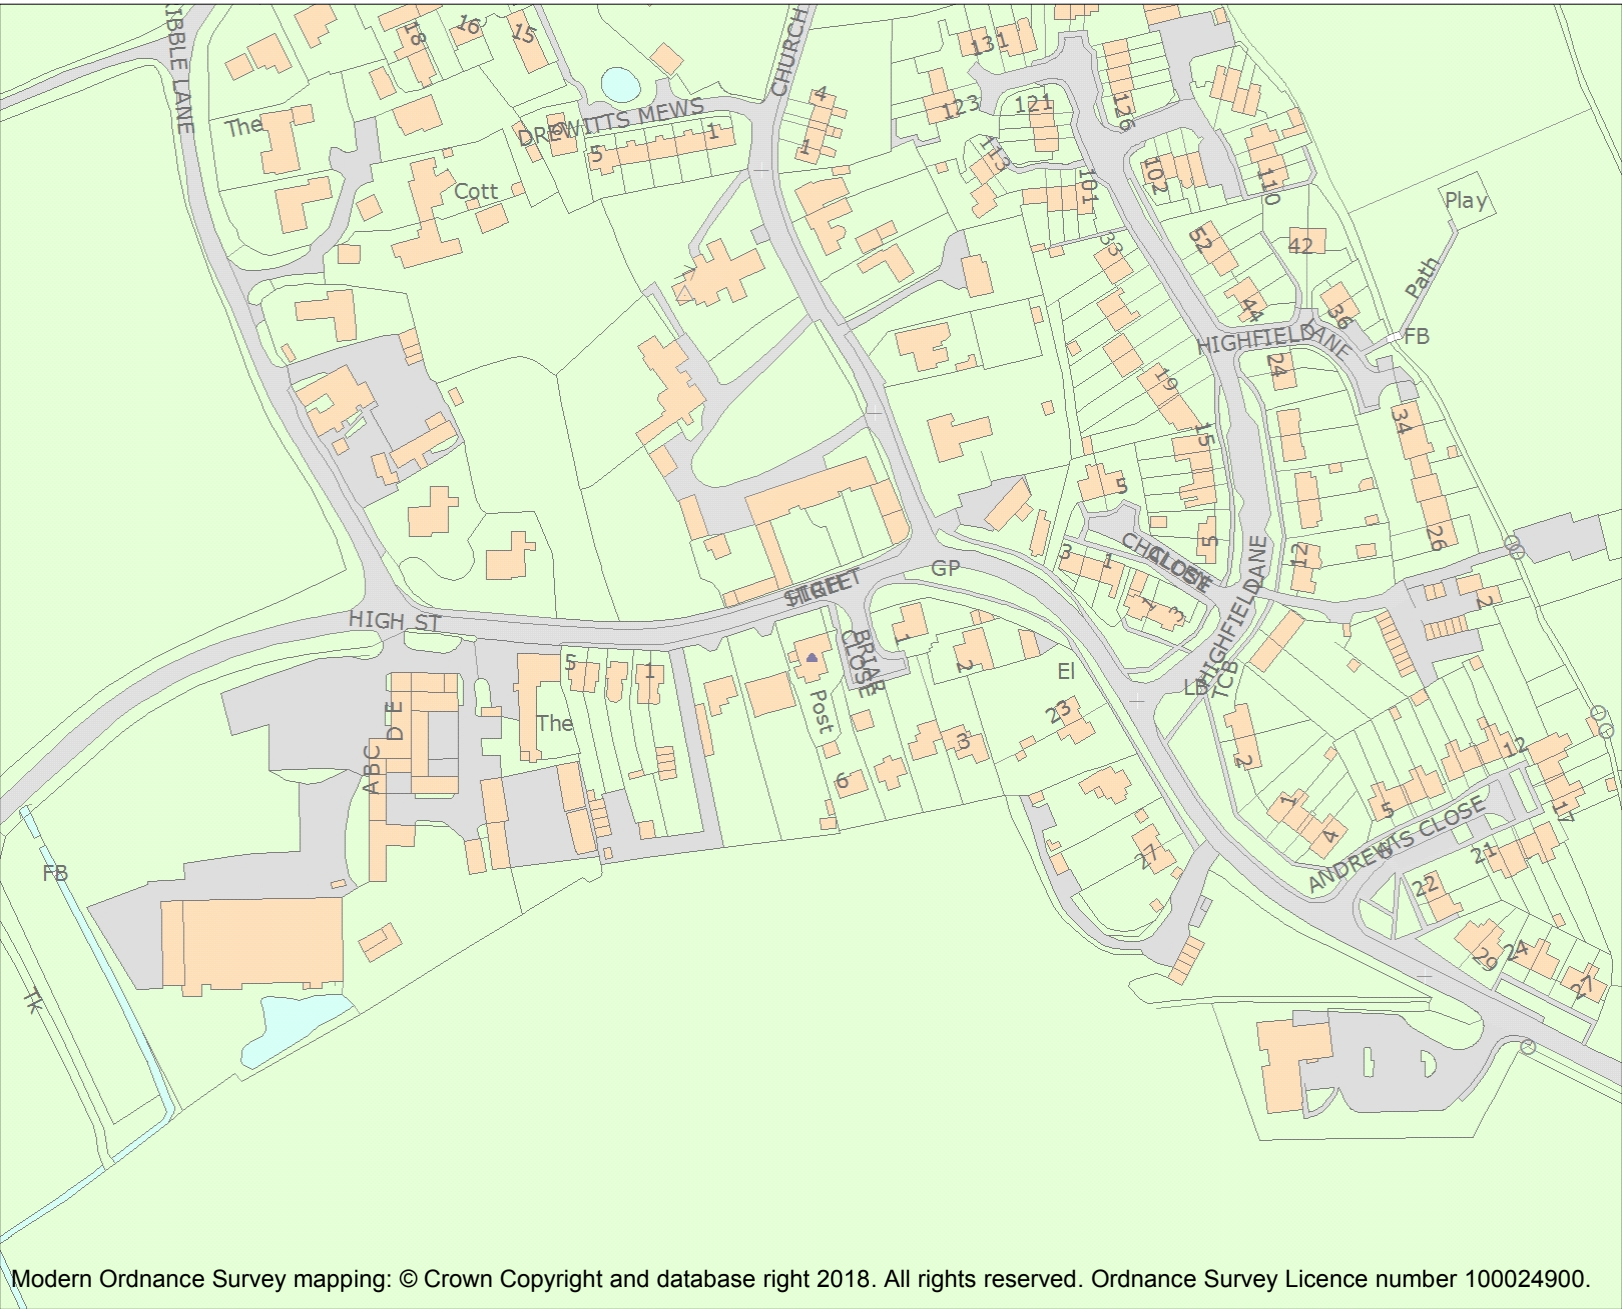 IBBLE LANE
18
16
15
CHURCH
131
4
123
121
126
The
DREWITTS MEWS
5
1
1
113
102
101
110
Cott
Play
33
52
42
Path
44
36
HIGHFIELD LANE
FB
24
19
34
15
5
26
CHALK CLOSE
3
1
5
12
GP
HIGH STREET
HIGH ST
1
3
HIGHFIELD LANE
2
BRIAR CLOSE
1
2
El
LB
TCB
5
1
Post
23
The
D E
A B C
3
6
2
12
1
5
4
17
ANDREWS CLOSE
27
21
22
FB
29
24
27
Tk
Modern Ordnance Survey mapping: © Crown Copyright and database right 2018. All rights reserved. Ordnance Survey Licence number 100024900.